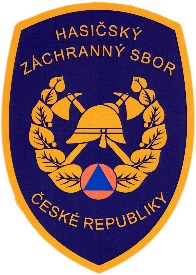 HASIČSKÝ
ZÁCHRANNÝ SBOR
ČESKÉ REPUBLIKY